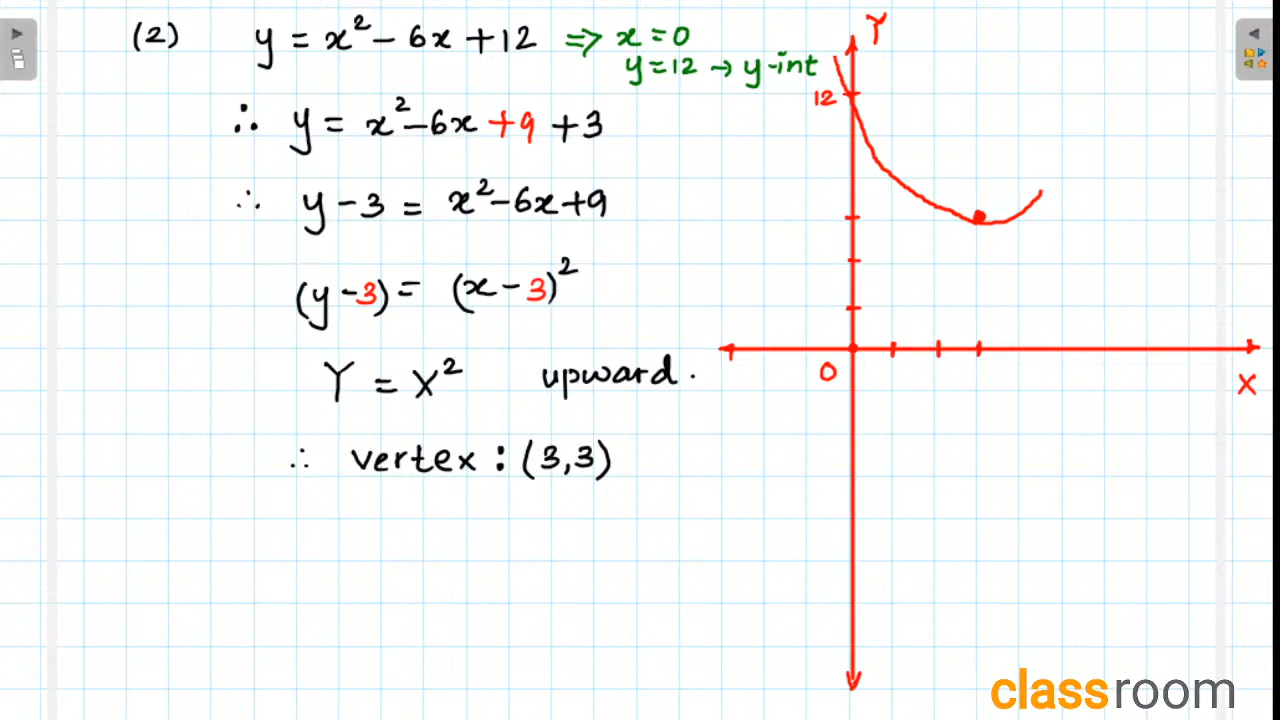 (2) y = x² - 6x + 12 => x = 0
y = 12 → y-int
∴ y = x² - 6x + 9 + 3
∴ y - 3 = x² - 6x + 9
(y - 3) = (x - 3)²
Y = X² upward.
∴ vertex : (3,3)
Y
12
0
X
classroom